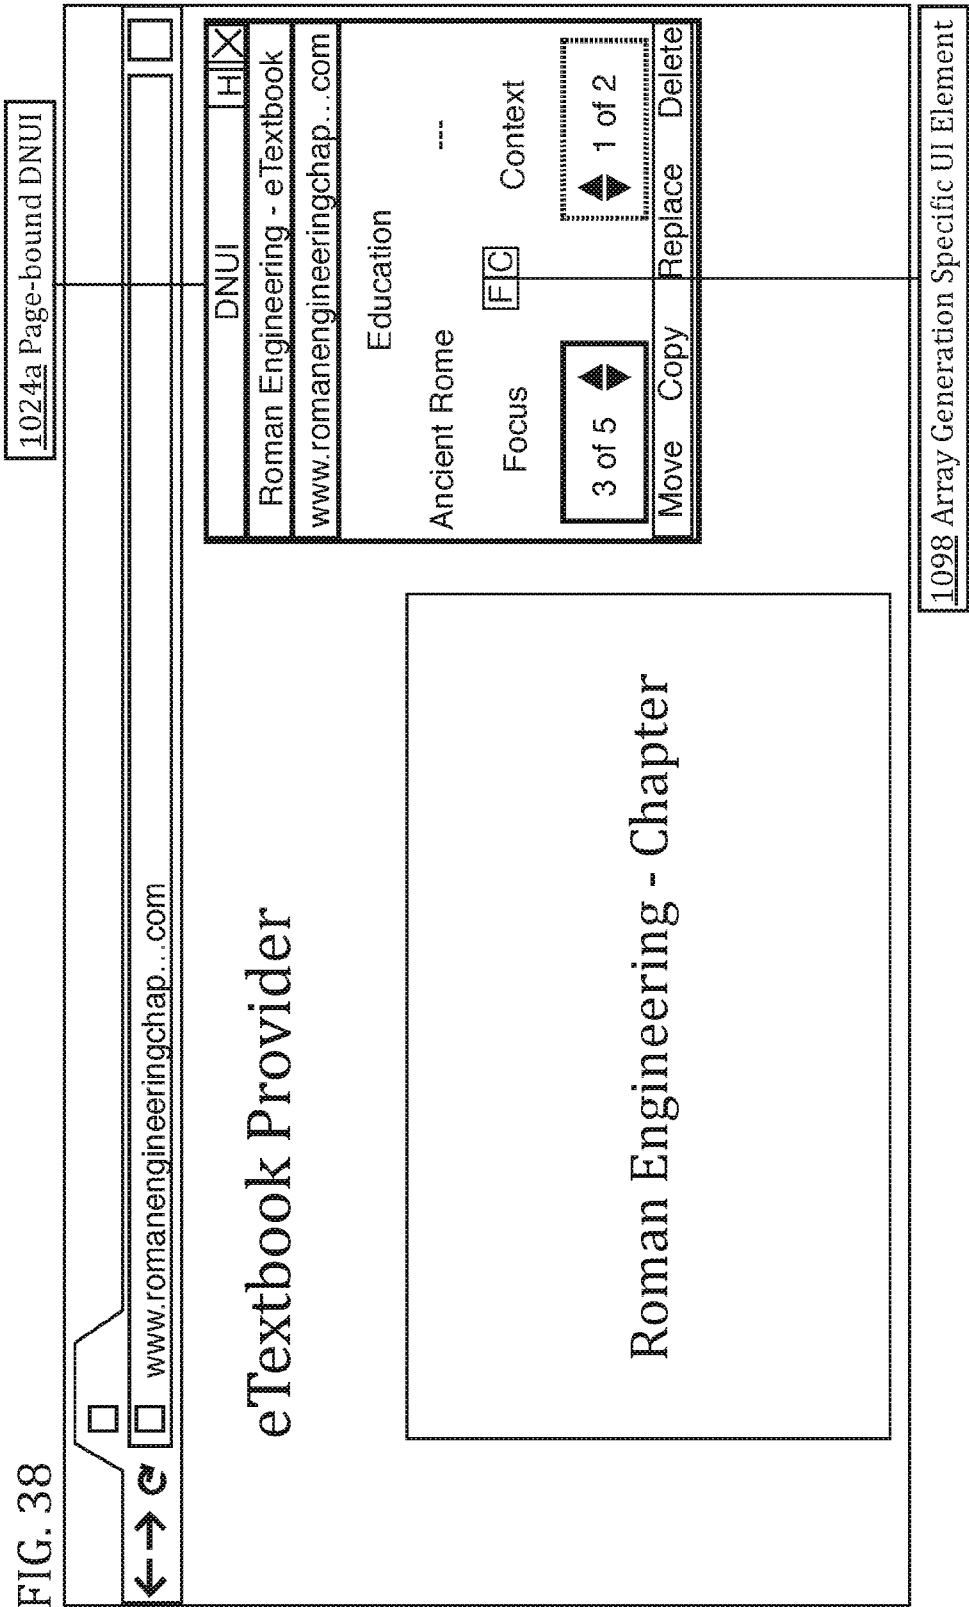 FIG. 38
1024a Page-bound DNUI
www.romanengineeringchap...com
eTextbook Provider
Roman Engineering - Chapter
DNUI
H X
Roman Engineering - eTextbook
www.romanengineeringchap...com
Education
Ancient Rome ---
F C
Focus Context
3 of 5 1 of 2
Move Copy Replace Delete
1098 Array Generation Specific UI Element